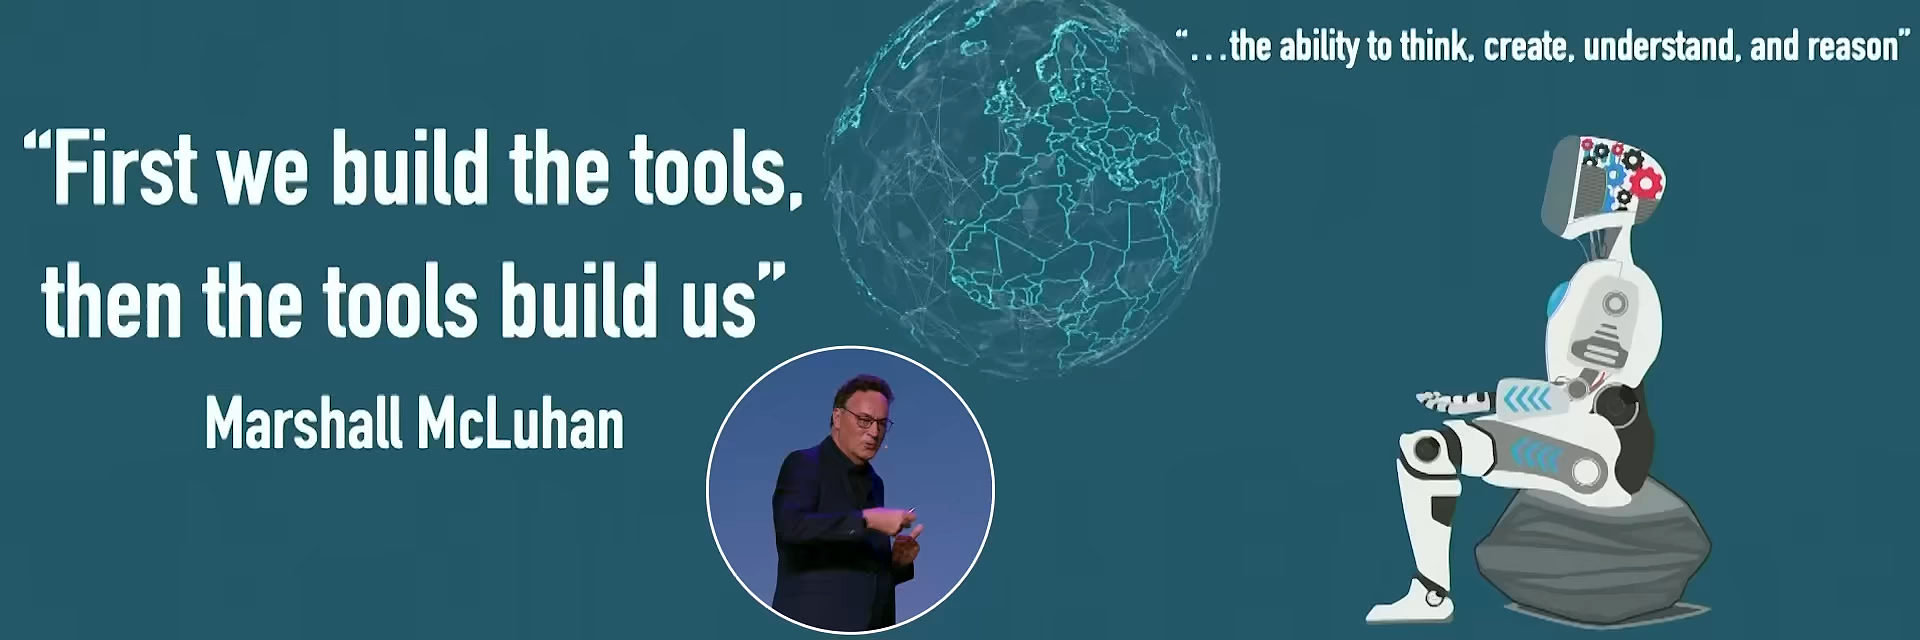 “First we build the tools,
then the tools build us”
Marshall McLuhan
“...the ability to think, create, understand, and reason”